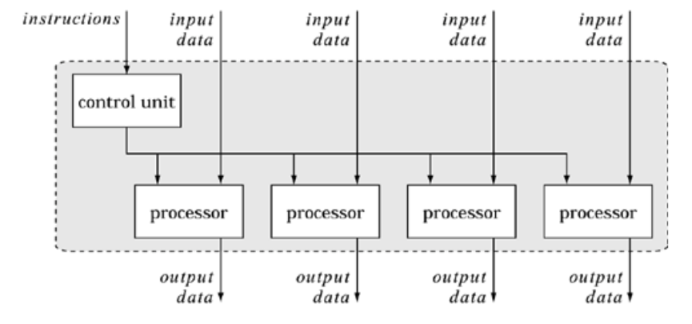 instructions
input
data
input
data
input
data
input
data
control unit
processor
processor
processor
processor
output
data
output
data
output
data
output
data